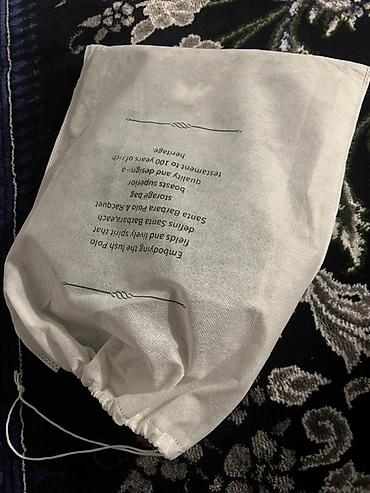 Embodying the lush Polo
fields and lively spirit that
defins Santa Barbara,each
Santa Barbara Polo & Racquet
storage bag
boasts superior
quality and design-a
testament to 100 years of rich
heritage.